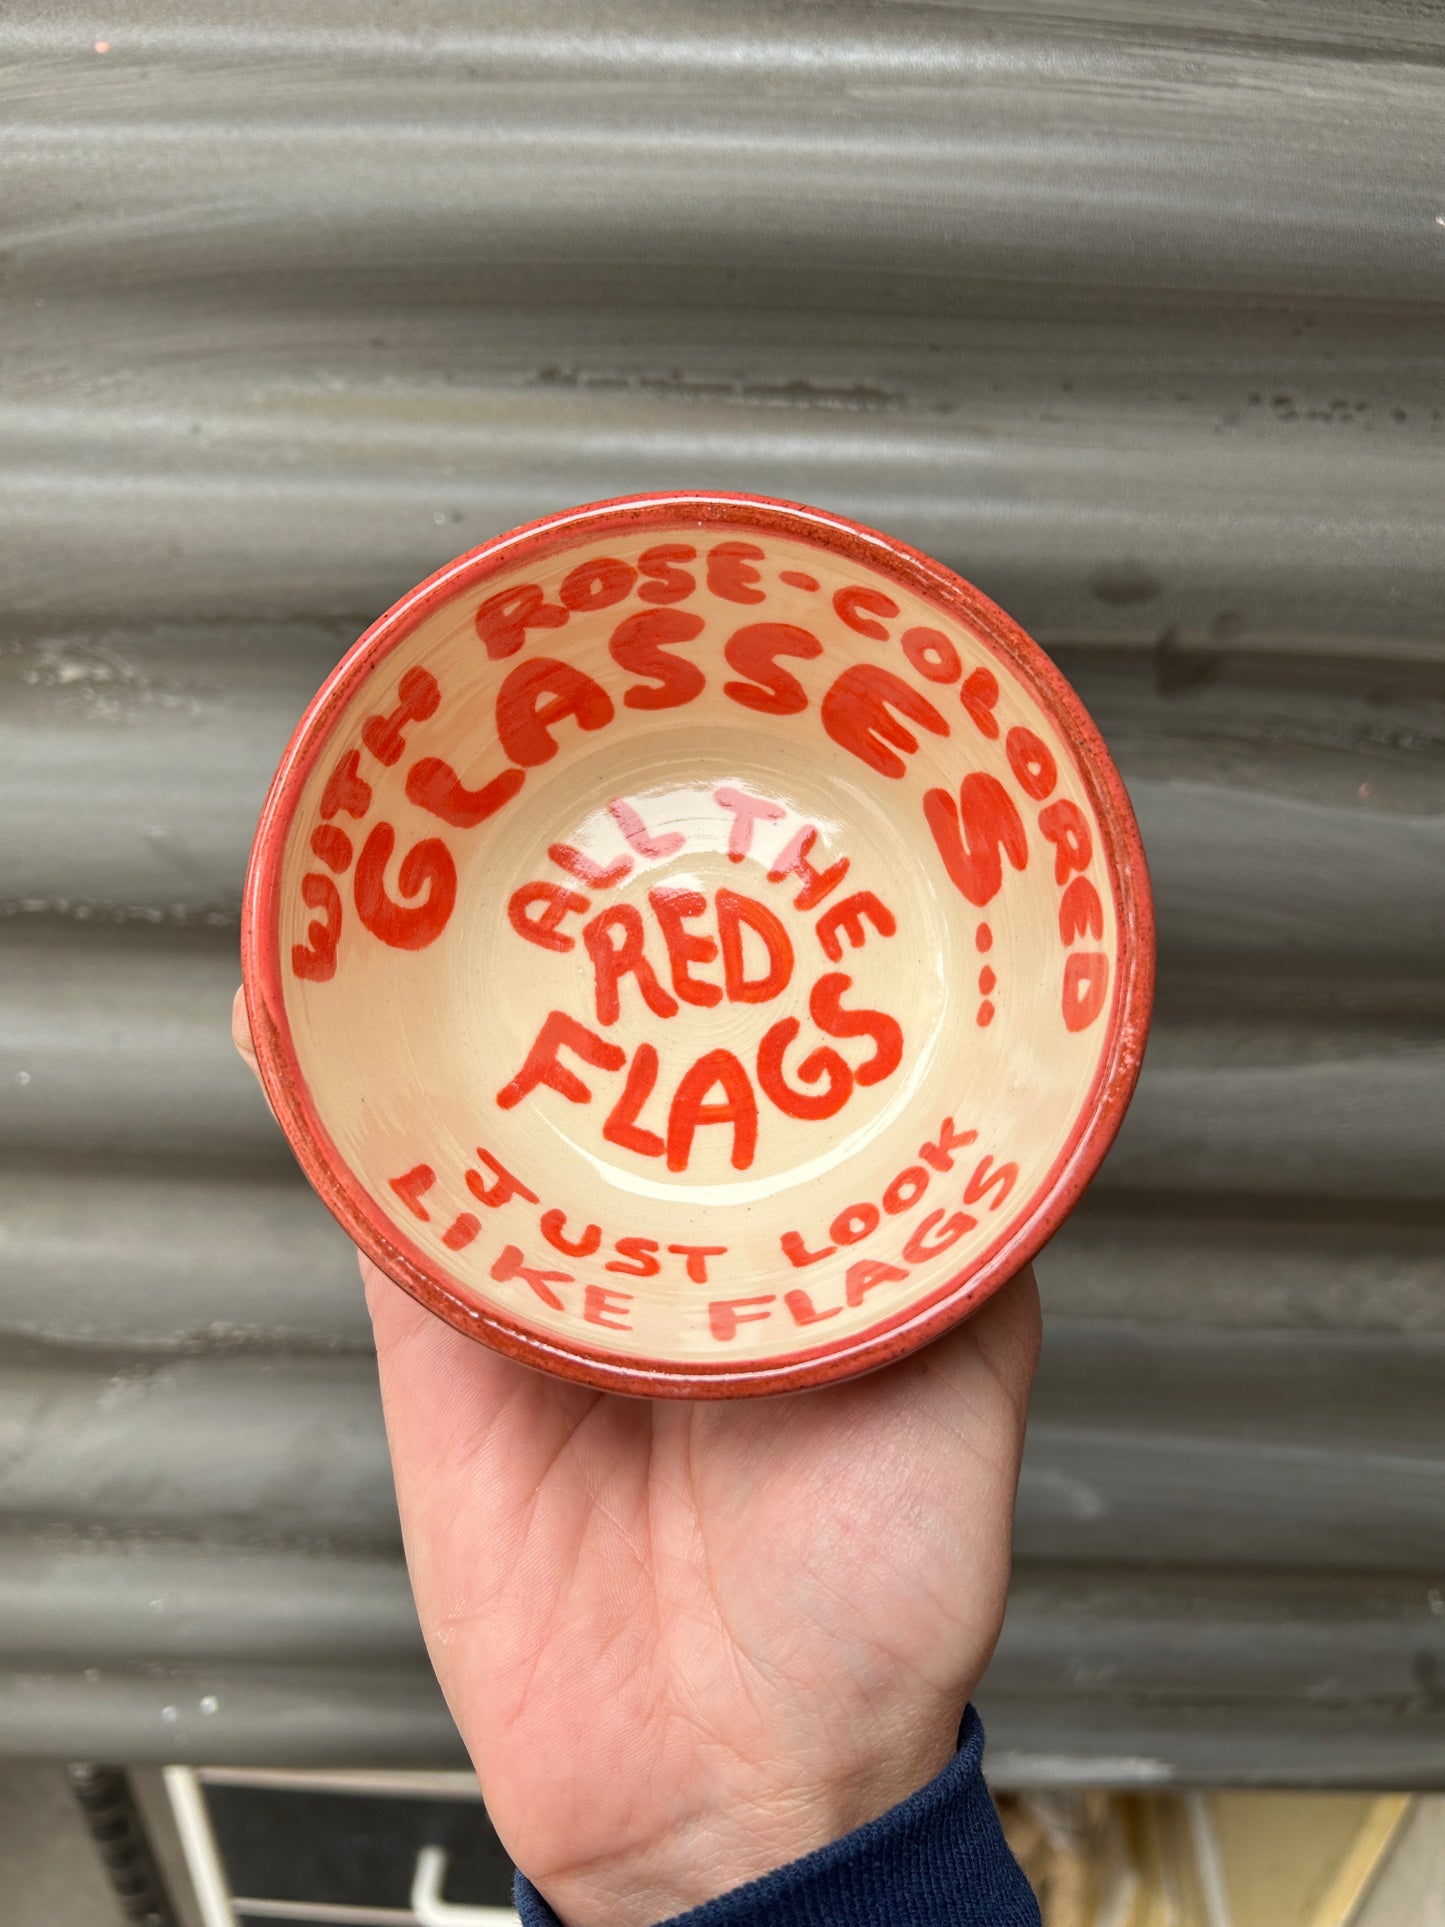 WITH ROSE-COLORED
GLASSES...
ALL THE
RED
FLAGS
JUST LOOK
LIKE FLAGS